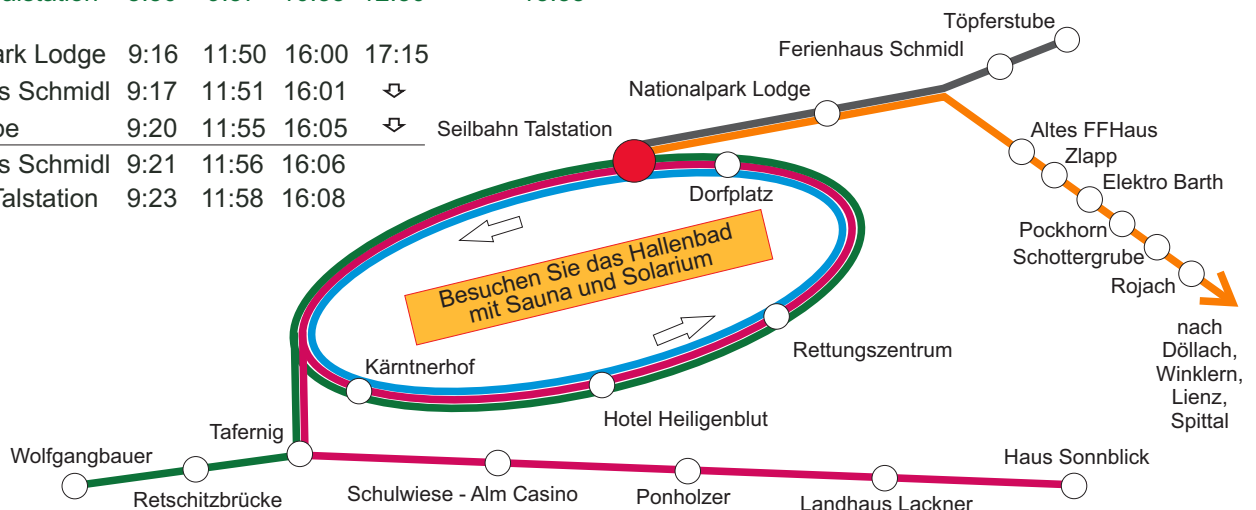 Nationalpark Lodge 9:16 11:50 16:00 17:15
s Schmidl 9:17 11:51 16:01
9:20 11:55 16:05
s Schmidl 9:21 11:56 16:06
Talstation 9:23 11:58 16:08
Töpferstube
Ferienhaus Schmidl
Nationalpark Lodge
Seilbahn Talstation
Dorfplatz
Altes FFHaus
Zlapp
Elektro Barth
Pockhorn
Schottergrube
Rojach
nach
Döllach,
Winklern,
Lienz,
Spittal
Besuchen Sie das Hallenbad
mit Sauna und Solarium
Rettungszentrum
Kärntnerhof
Hotel Heiligenblut
Tafernig
Wolfgangbauer
Retschitzbrücke
Schulwiese - Alm Casino
Ponholzer
Landhaus Lackner
Haus Sonnblick